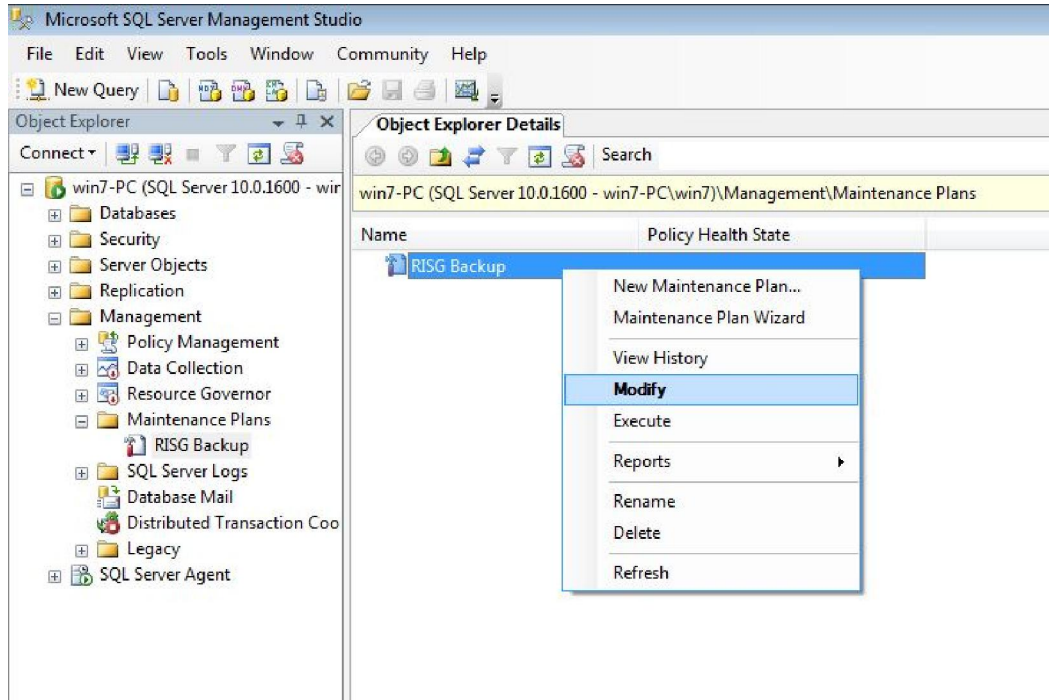 Microsoft SQL Server Management Studio
File Edit View Tools Window Community Help
New Query
Object Explorer
Connect
win7-PC (SQL Server 10.0.1600 - wir
Databases
Security
Server Objects
Replication
Management
Policy Management
Data Collection
Resource Governor
Maintenance Plans
RISG Backup
SQL Server Logs
Database Mail
Distributed Transaction Coo
Legacy
SQL Server Agent
Object Explorer Details
Search
win7-PC (SQL Server 10.0.1600 - win7-PC\win7)\Management\Maintenance Plans
Name Policy Health State
RISG Backup
New Maintenance Plan...
Maintenance Plan Wizard
View History
Modify
Execute
Reports
Rename
Delete
Refresh